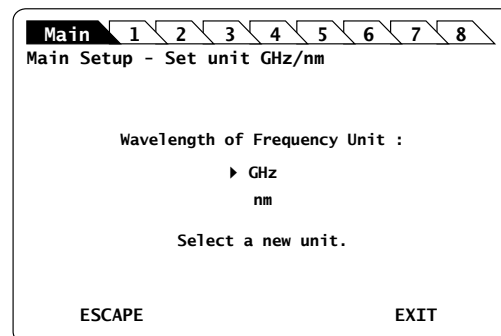 Main 1 2 3 4 5 6 7 8
Main Setup - Set unit GHz/nm
Wavelength of Frequency Unit :
GHz
nm
Select a new unit.
ESCAPE EXIT